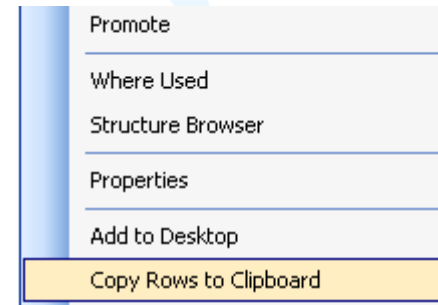 Promote
Where Used
Structure Browser
Properties
Add to Desktop
Copy Rows to Clipboard